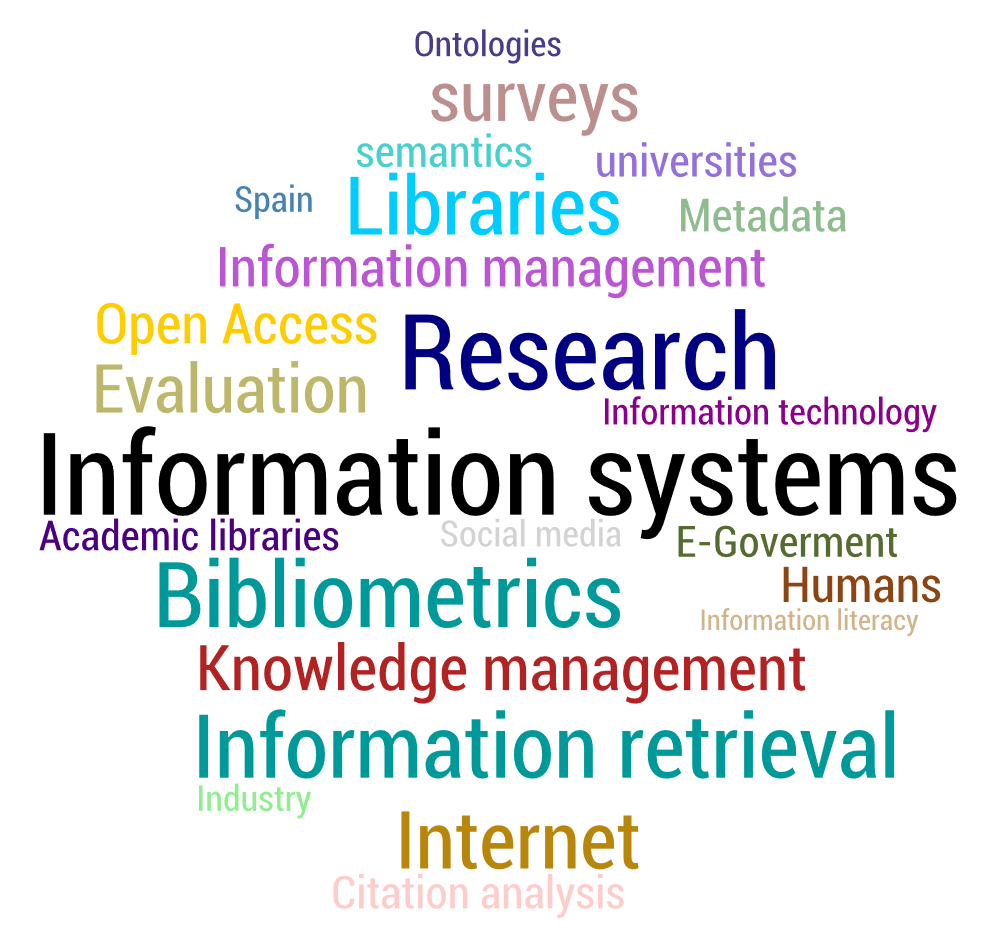 Ontologies
surveys
semantics
universities
Spain
Libraries
Metadata
Information management
Open Access
Research
Evaluation
Information technology
Information systems
Academic libraries
Social media
E-Goverment
Bibliometrics
Humans
Information literacy
Knowledge management
Information retrieval
Industry
Internet
Citation analysis